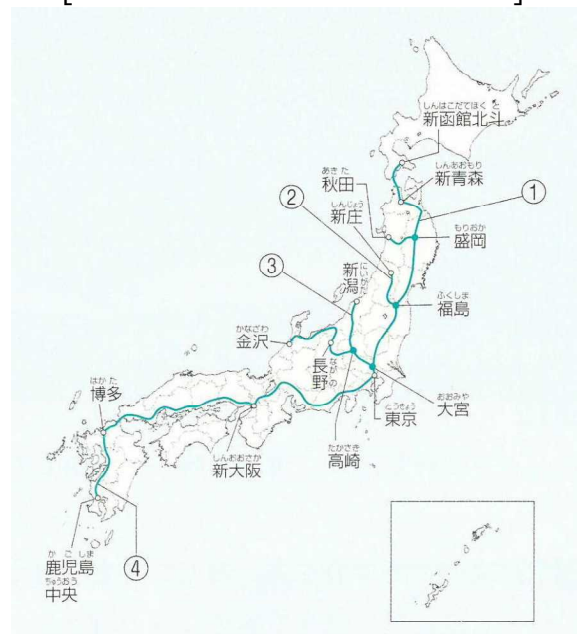 [ ]
しんはこだてほくと
新函館北斗
しんあおもり
新青森
あきた
秋田
①
②
しんじょう
新庄
もりおか
盛岡
③
にいがた
新潟
ふくしま
福島
かなざわ
金沢
ながの
長野
はかた
博多
おおみや
大宮
とうきょう
東京
たかさき
高崎
しんおおさか
新大阪
かごしま
鹿児島
ちゅうおう
中央
④